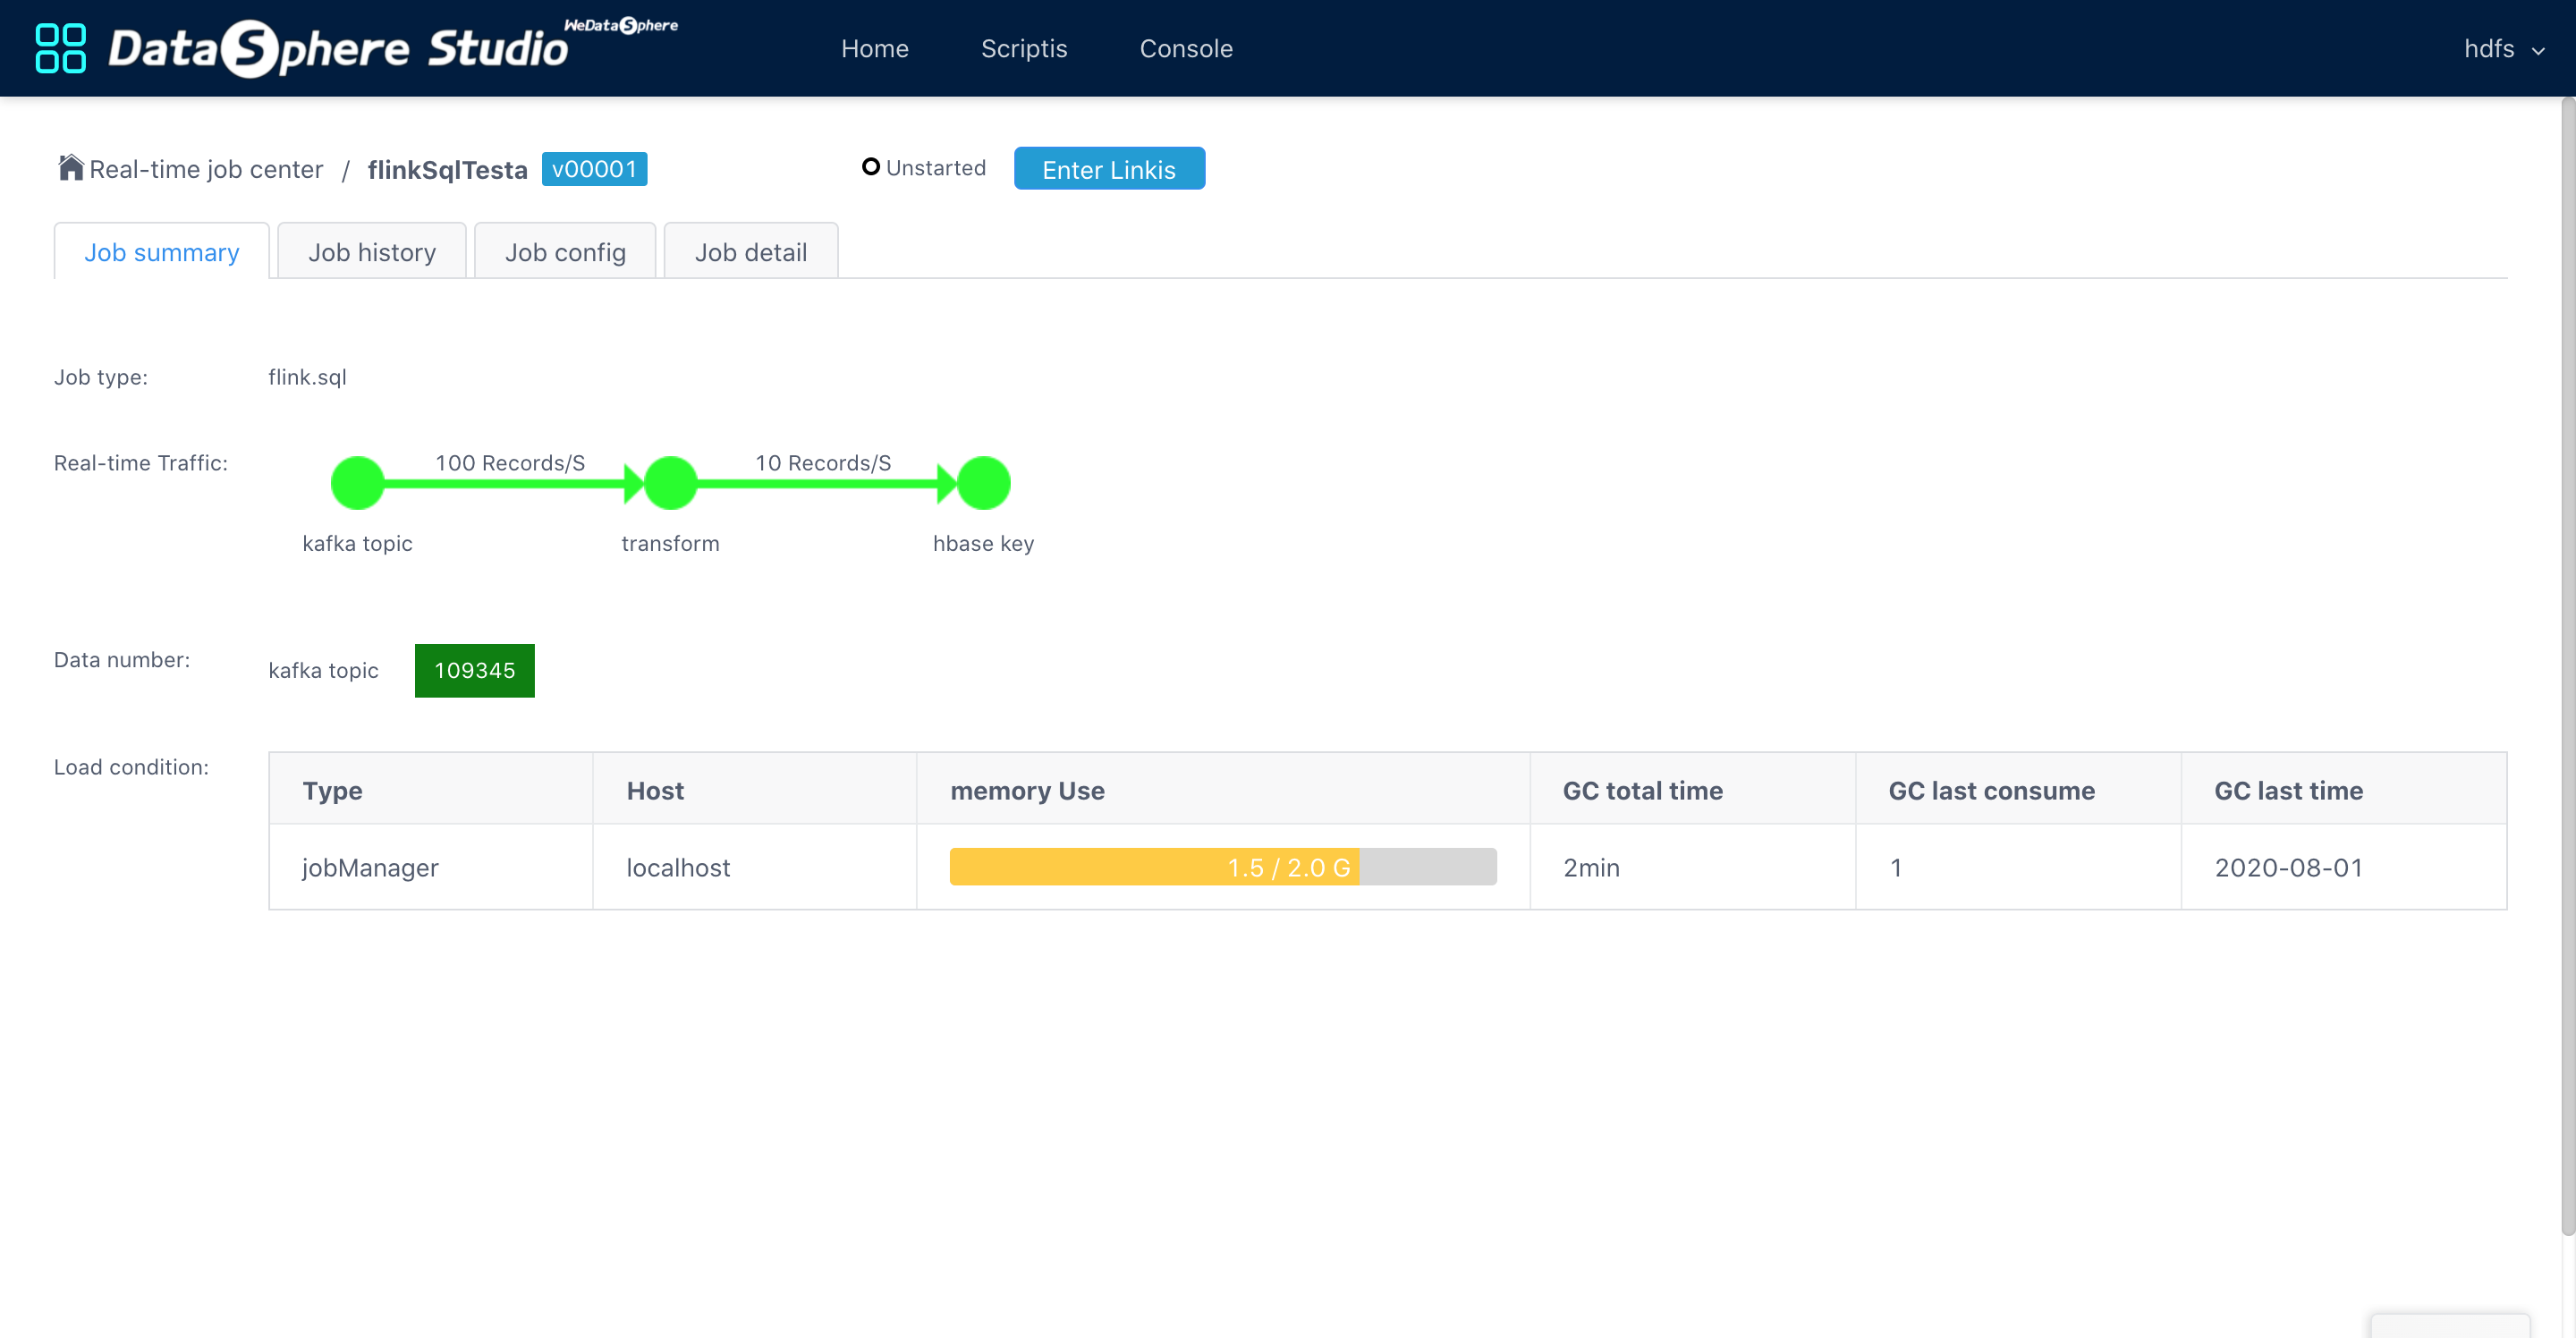 DataSphere Studio WeDataSphere Home Scriptis Console hdfs
Real-time job center / flinkSqlTesta v00001 Unstarted Enter Linkis
Job summary Job history Job config Job detail
Job type: flink.sql
Real-time Traffic: 100 Records/S 10 Records/S
kafka topic transform hbase key
Data number: kafka topic 109345
Load condition:
Type Host memory Use GC total time GC last consume GC last time
jobManager localhost 1.5 / 2.0 G 2min 1 2020-08-01